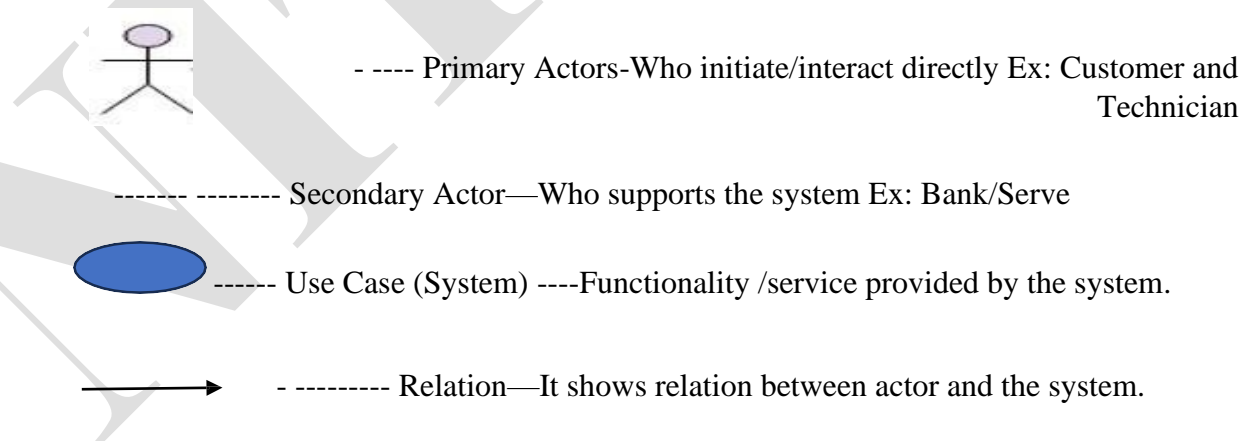 - ---- Primary Actors-Who initiate/interact directly Ex: Customer and
Technician
------- -------- Secondary Actor—Who supports the system Ex: Bank/Serve
------ Use Case (System) ----Functionality /service provided by the system.
- --------- Relation—It shows relation between actor and the system.